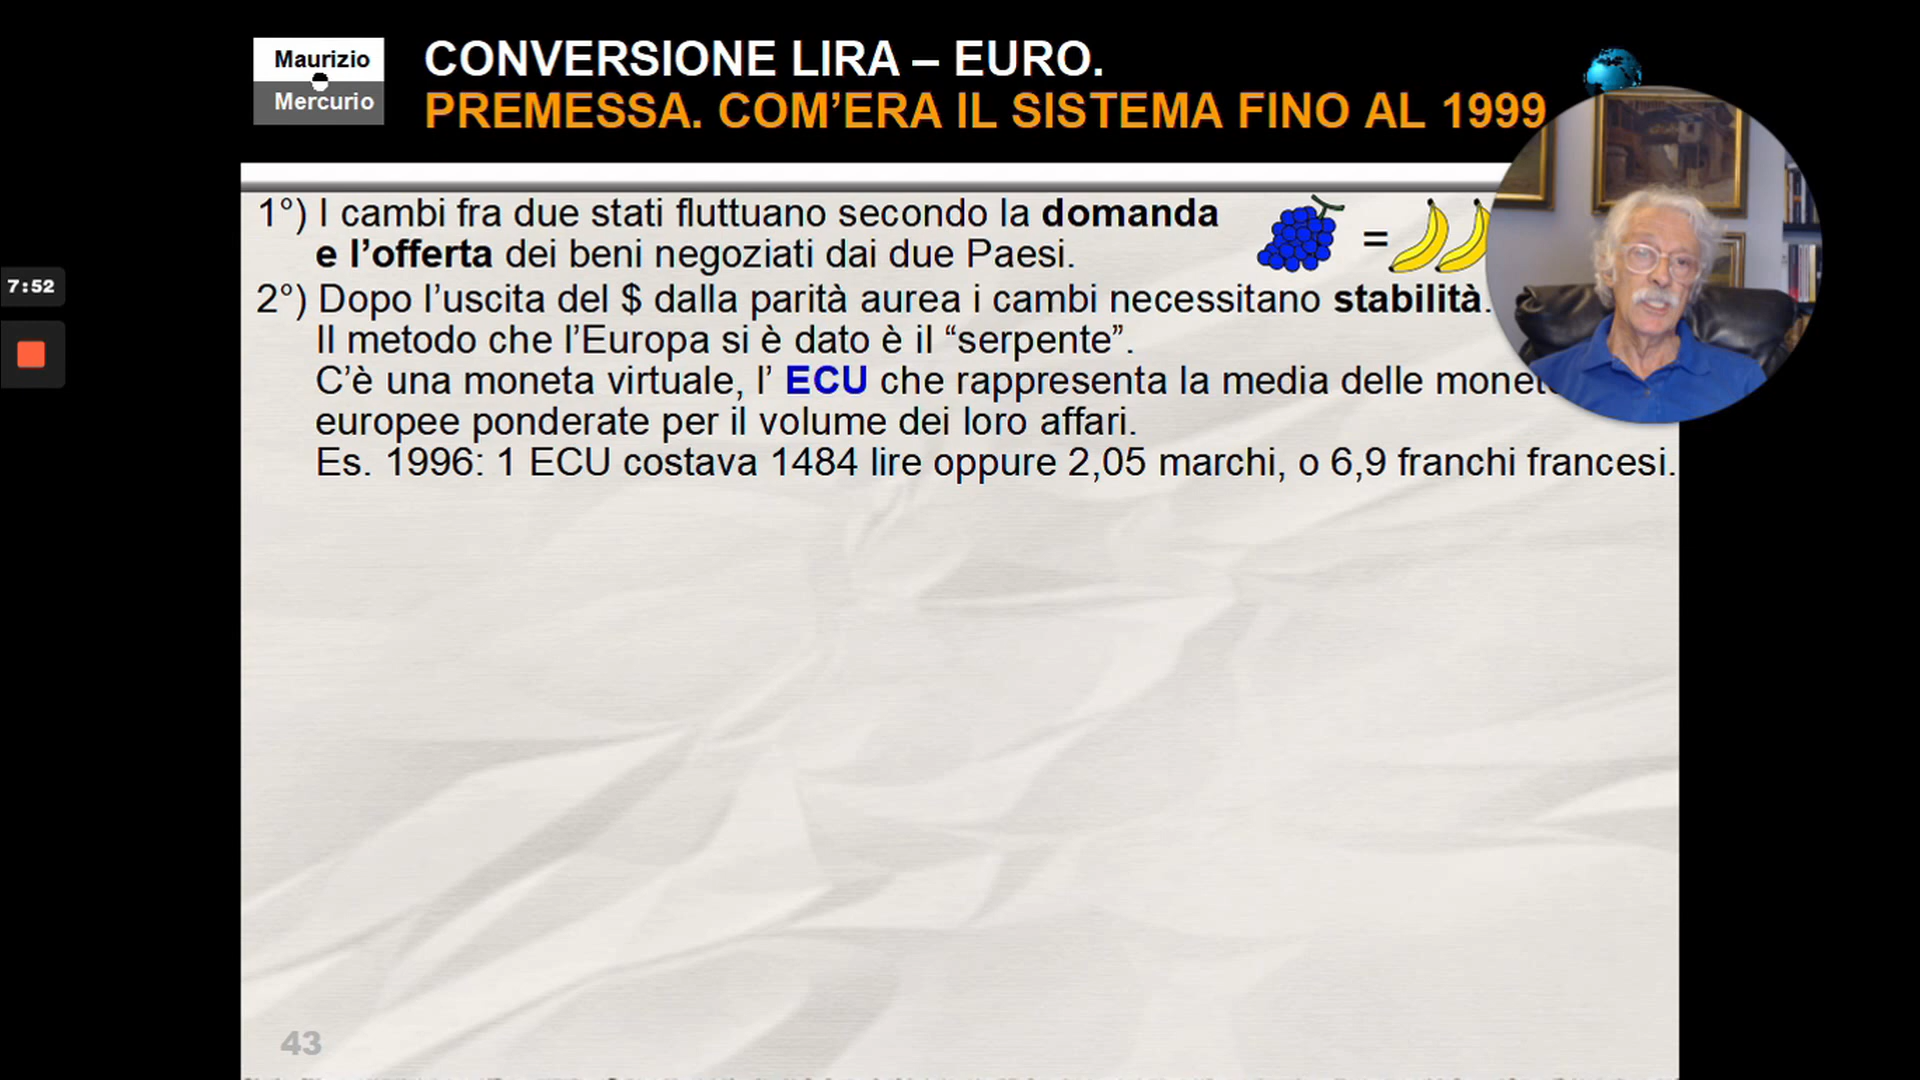 Maurizio
Mercurio
CONVERSIONE LIRA – EURO.
PREMESSA. COM’ERA IL SISTEMA FINO AL 1999
1°) I cambi fra due stati fluttuano secondo la domanda
e l’offerta dei beni negoziati dai due Paesi.
=
2°) Dopo l’uscita del $ dalla parità aurea i cambi necessitano stabilità.
Il metodo che l’Europa si è dato è il “serpente”.
C’è una moneta virtuale, l’ ECU che rappresenta la media delle monete
europee ponderate per il volume dei loro affari.
Es. 1996: 1 ECU costava 1484 lire oppure 2,05 marchi, o 6,9 franchi francesi.
7:52
43